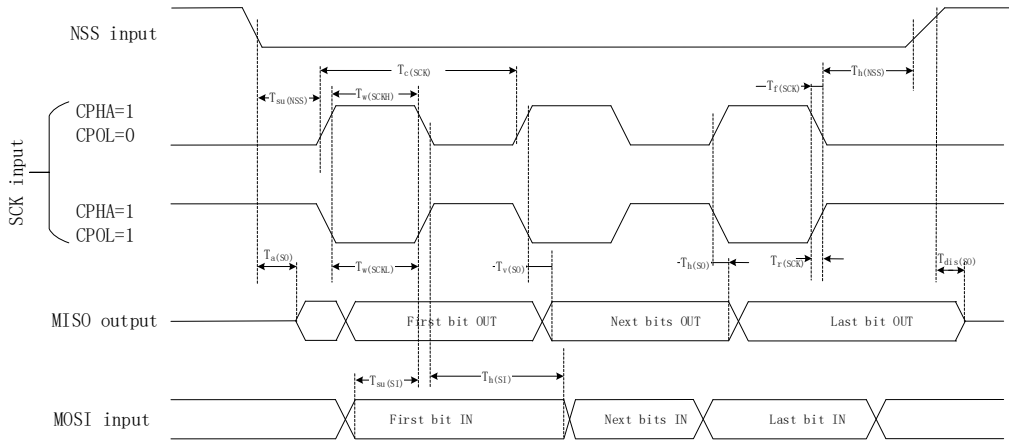 NSS input
Tc(SCK)
Th(NSS)
Tsu(NSS)
Tw(SCKH)
Tf(SCK)
CPHA=1
CPOL=0
SCK input
CPHA=1
CPOL=1
Ta(SO)
Tw(SCKL)
Tv(SO)
Th(SO)
Tr(SCK)
Tdis(SO)
MISO output
First bit OUT
Next bits OUT
Last bit OUT
Tsu(SI)
Th(SI)
MOSI input
First bit IN
Next bits IN
Last bit IN